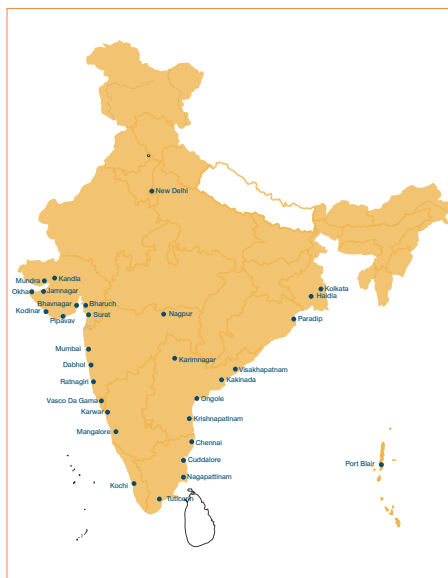 New Delhi
Mundra
Kandla
Okha
Jamnagar
Bhavnagar
Bharuch
Kodinar
Pipavav
Surat
Nagpur
Kolkata
Haldia
Paradip
Mumbai
Karimnagar
Dabhol
Visakhapatnam
Ratnagiri
Kakinada
Vasco Da Gama
Ongole
Karwar
Krishnapatinam
Mangalore
Chennai
Cuddalore
Port Blair
Nagapattinam
Kochi
Tuticorin